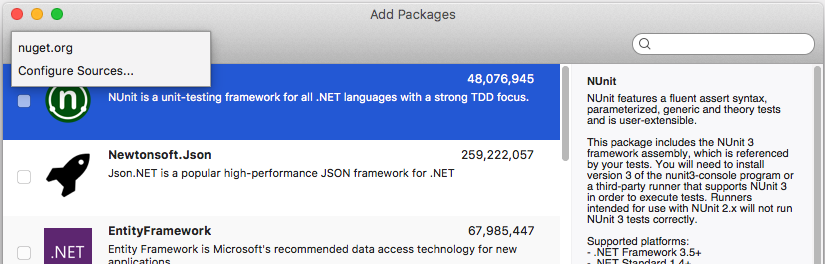 Add Packages
nuget.org
Configure Sources...
48,076,945
NUnit is a unit-testing framework for all .NET languages with a strong TDD focus.
n
Newtonsoft.Json 259,222,057
Json.NET is a popular high-performance JSON framework for .NET
EntityFramework 67,985,447
.NET
Entity Framework is Microsoft's recommended data access technology for new
applications.
NUnit
NUnit features a fluent assert syntax,
parameterized, generic and theory tests
and is user-extensible.
This package includes the NUnit 3
framework assembly, which is referenced
by your tests. You will need to install
version 3 of the nunit3-console program or
a third-party runner that supports NUnit 3
in order to execute tests. Runners
intended for use with NUnit 2.x will not run
NUnit 3 tests correctly.
Supported platforms:
- .NET Framework 3.5+
- .NET Standard 1.4+